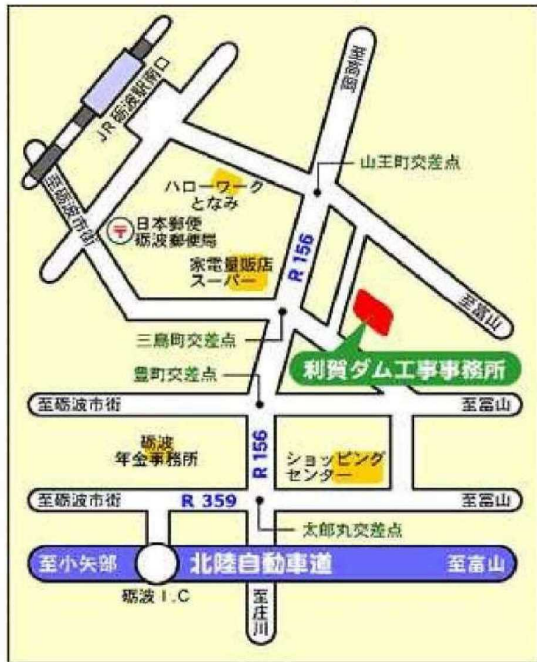 JR砺波駅南口
至高岡
山王町交差点
ハローワーク
となみ
至砺波市街
〒
日本郵便
砺波郵便局
家電量販店
スーパー
R 156
至富山
三島町交差点
利賀ダム工事事務所
豊町交差点
至砺波市街
至富山
砺波
年金事務所
R 156
ショッピング
センター
至砺波市街
R 359
至富山
太郎丸交差点
至小矢部
北陸自動車道
至富山
砺波I.C
至庄川